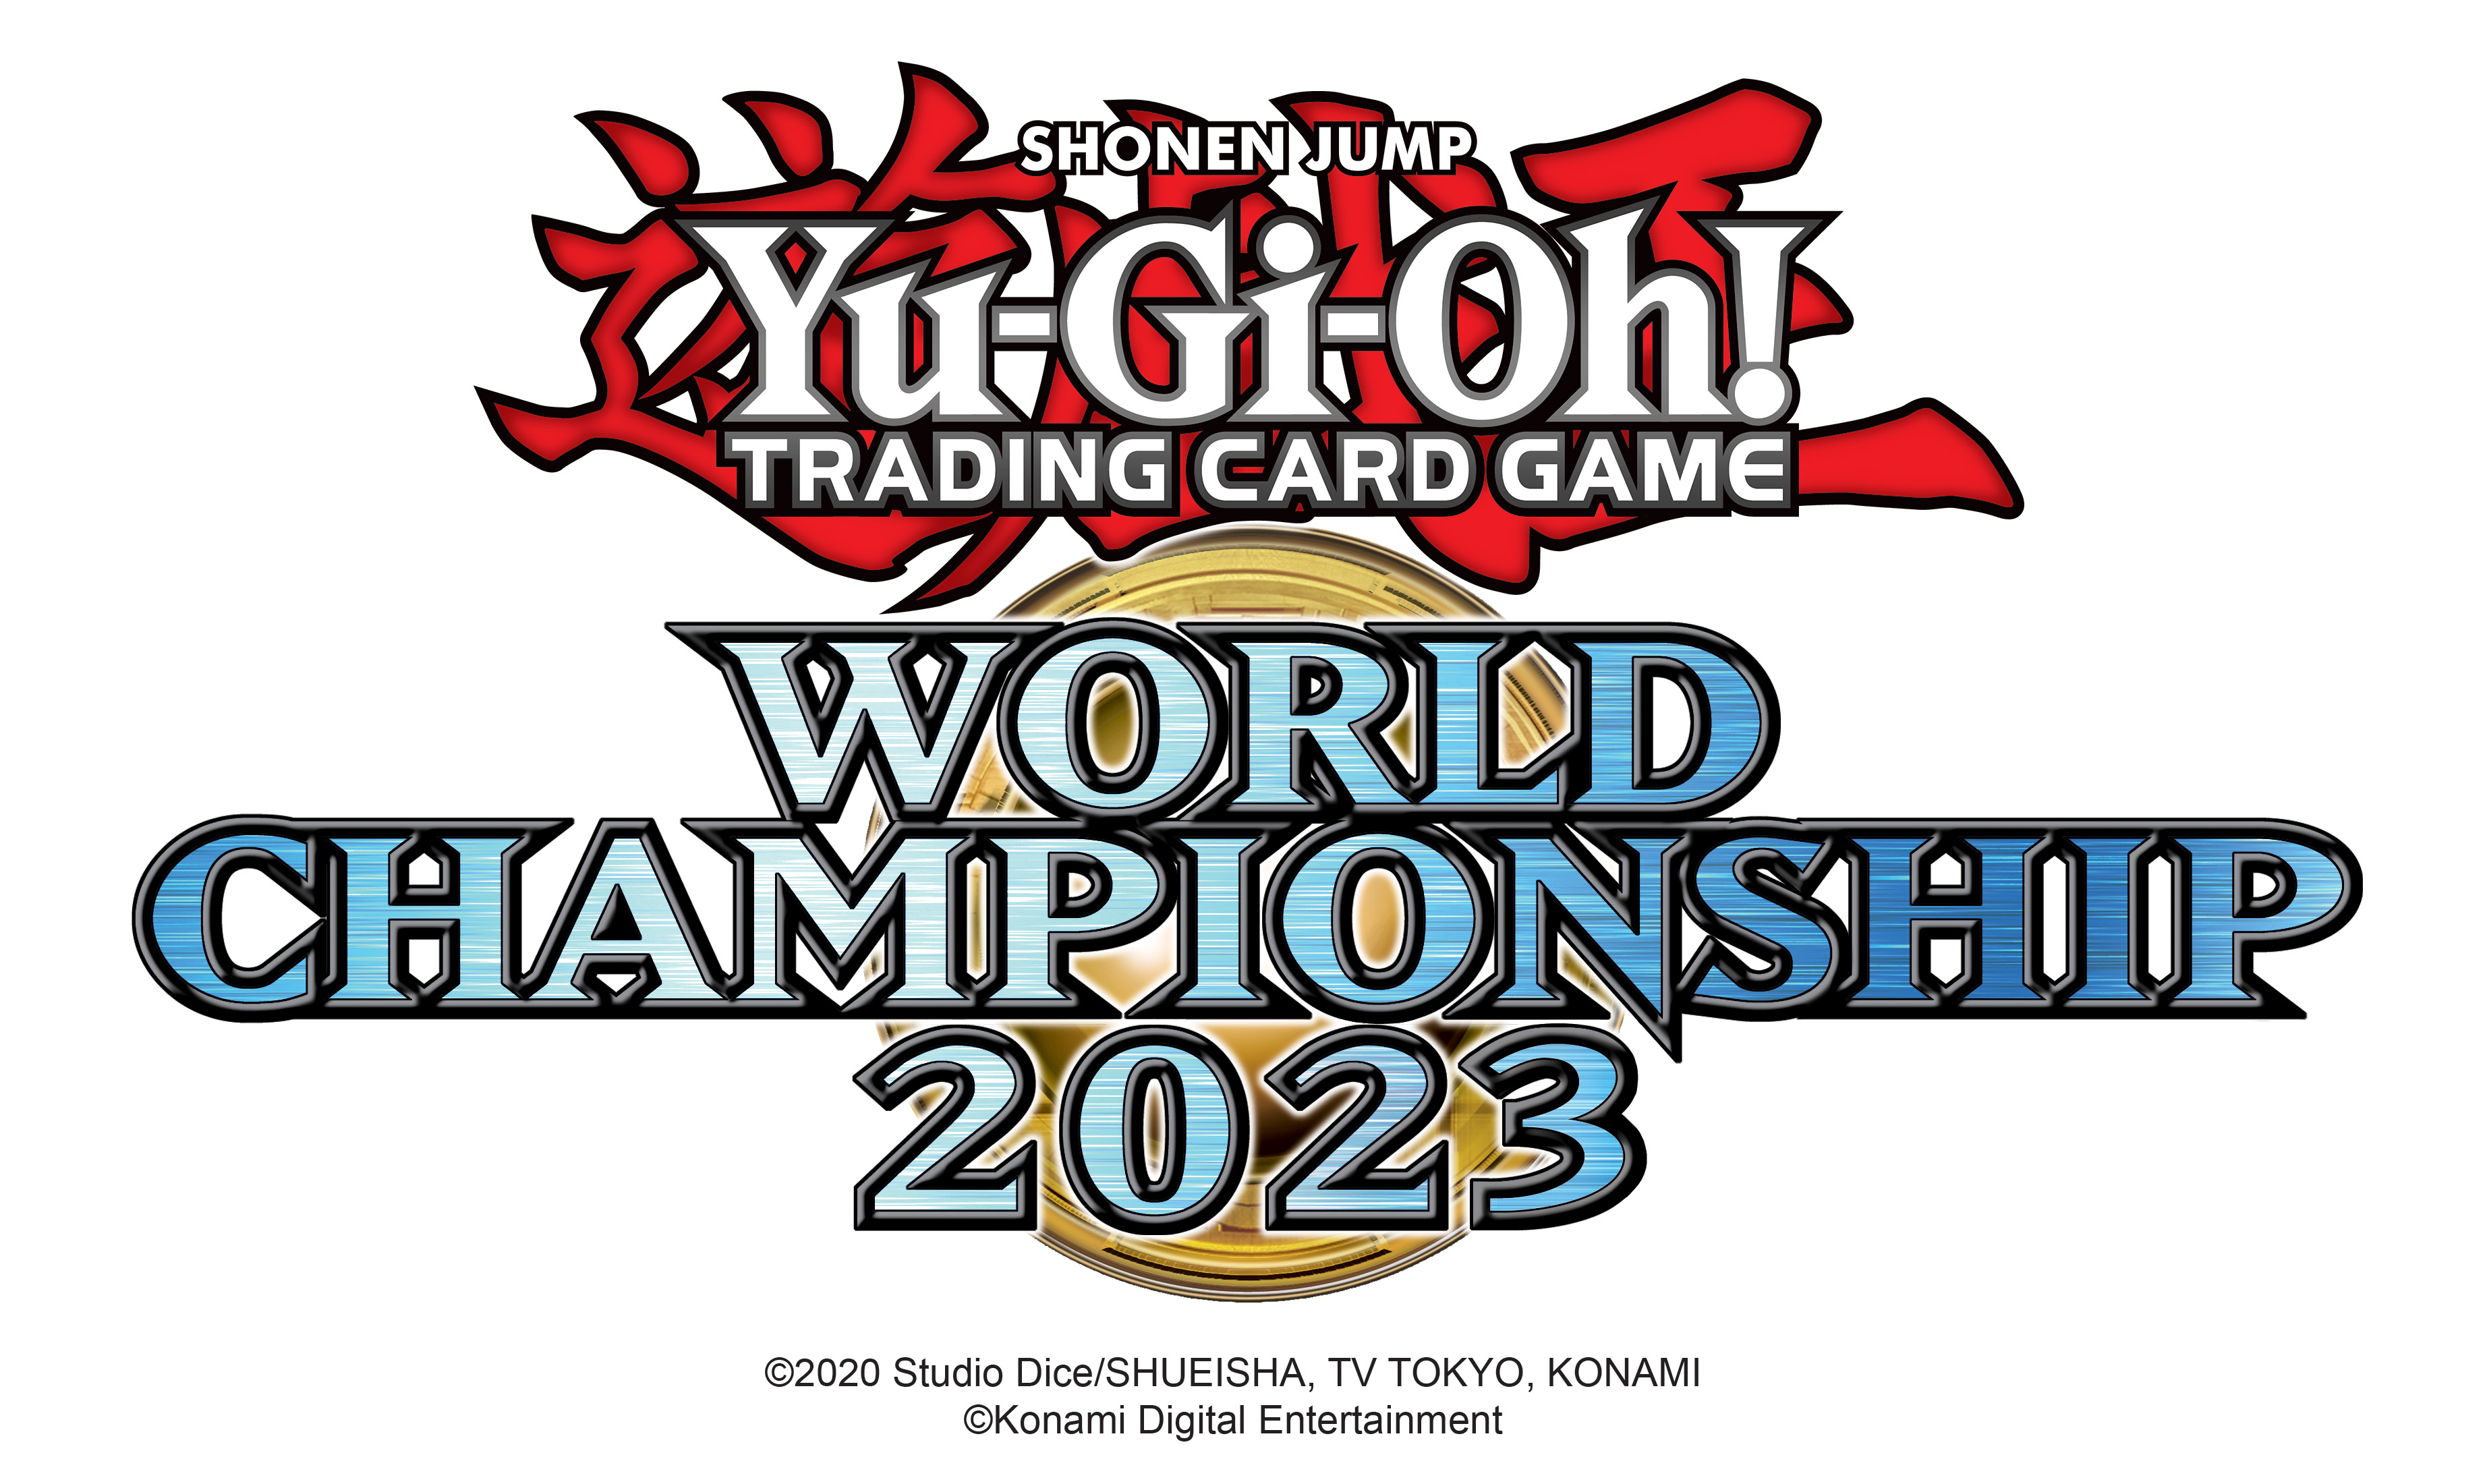 SHONEN JUMP
Yu-Gi-Oh!
TRADING CARD GAME
WORLD
CHAMPIONSHIP
2023
©2020 Studio Dice/SHUEISHA, TV TOKYO, KONAMI
©Konami Digital Entertainment